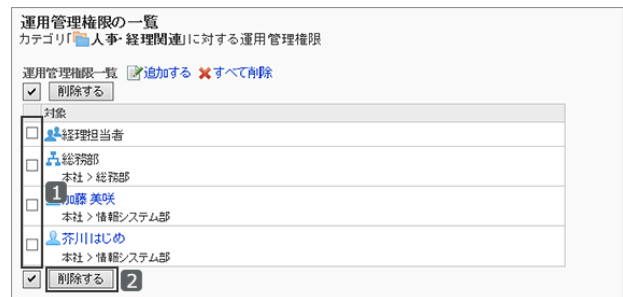 運用管理権限の一覧
カテゴリ「人事・経理関連」に対する運用管理権限
運用管理権限一覧 追加する すべて削除
削除する
対象
経理担当者
総務部
本社 > 総務部
1
加藤 美咲
本社 > 情報システム部
芥川 はじめ
本社 > 情報システム部
削除する 2